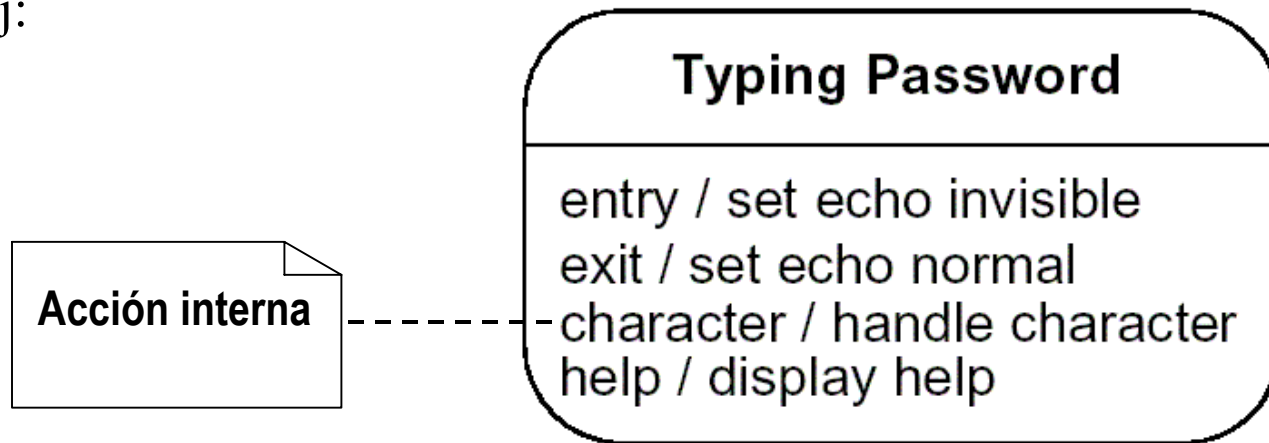 j:
Typing Password
entry / set echo invisible
exit / set echo normal
Acción interna
character / handle character
help / display help